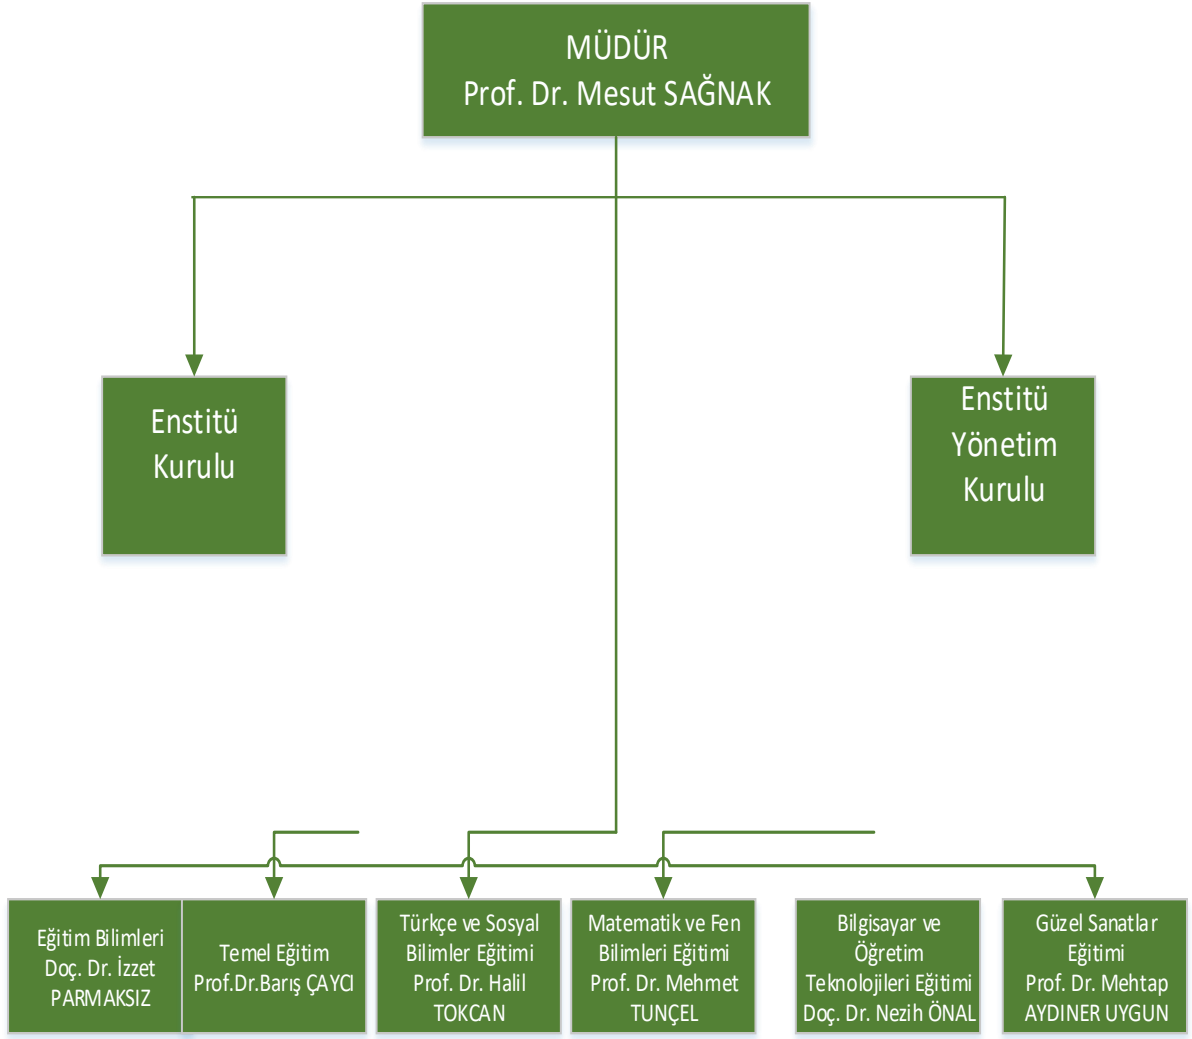 MÜDÜR
Prof. Dr. Mesut SAĞNAK
Enstitü
Kurulu
Enstitü
Yönetim
Kurulu
Eğitim Bilimleri
Doç. Dr. İzzet
PARMAKSIZ
Temel Eğitim
Prof.Dr.Barış ÇAYCI
Türkçe ve Sosyal
Bilimler Eğitimi
Prof. Dr. Halil
TOKCAN
Matematik ve Fen
Bilimleri Eğitimi
Prof. Dr. Mehmet
TUNÇEL
Bilgisayar ve
Öğretim
Teknolojileri Eğitimi
Doç. Dr. Nezih ÖNAL
Güzel Sanatlar
Eğitimi
Prof. Dr. Mehtap
AYDINER UYGUN